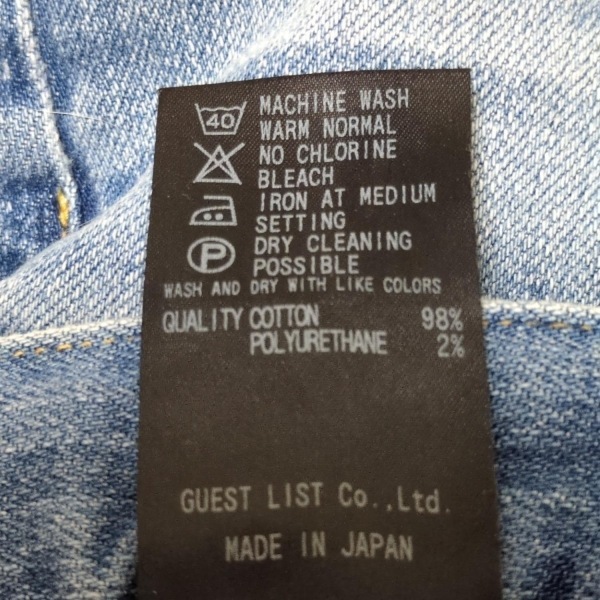 40 MACHINE WASH
WARM NORMAL
NO CHLORINE
BLEACH
IRON AT MEDIUM
SETTING
P DRY CLEANING
POSSIBLE
WASH AND DRY WITH LIKE COLORS
QUALITY COTTON 98%
POLYURETHANE 2%
GUEST LIST Co.,Ltd.
MADE IN JAPAN